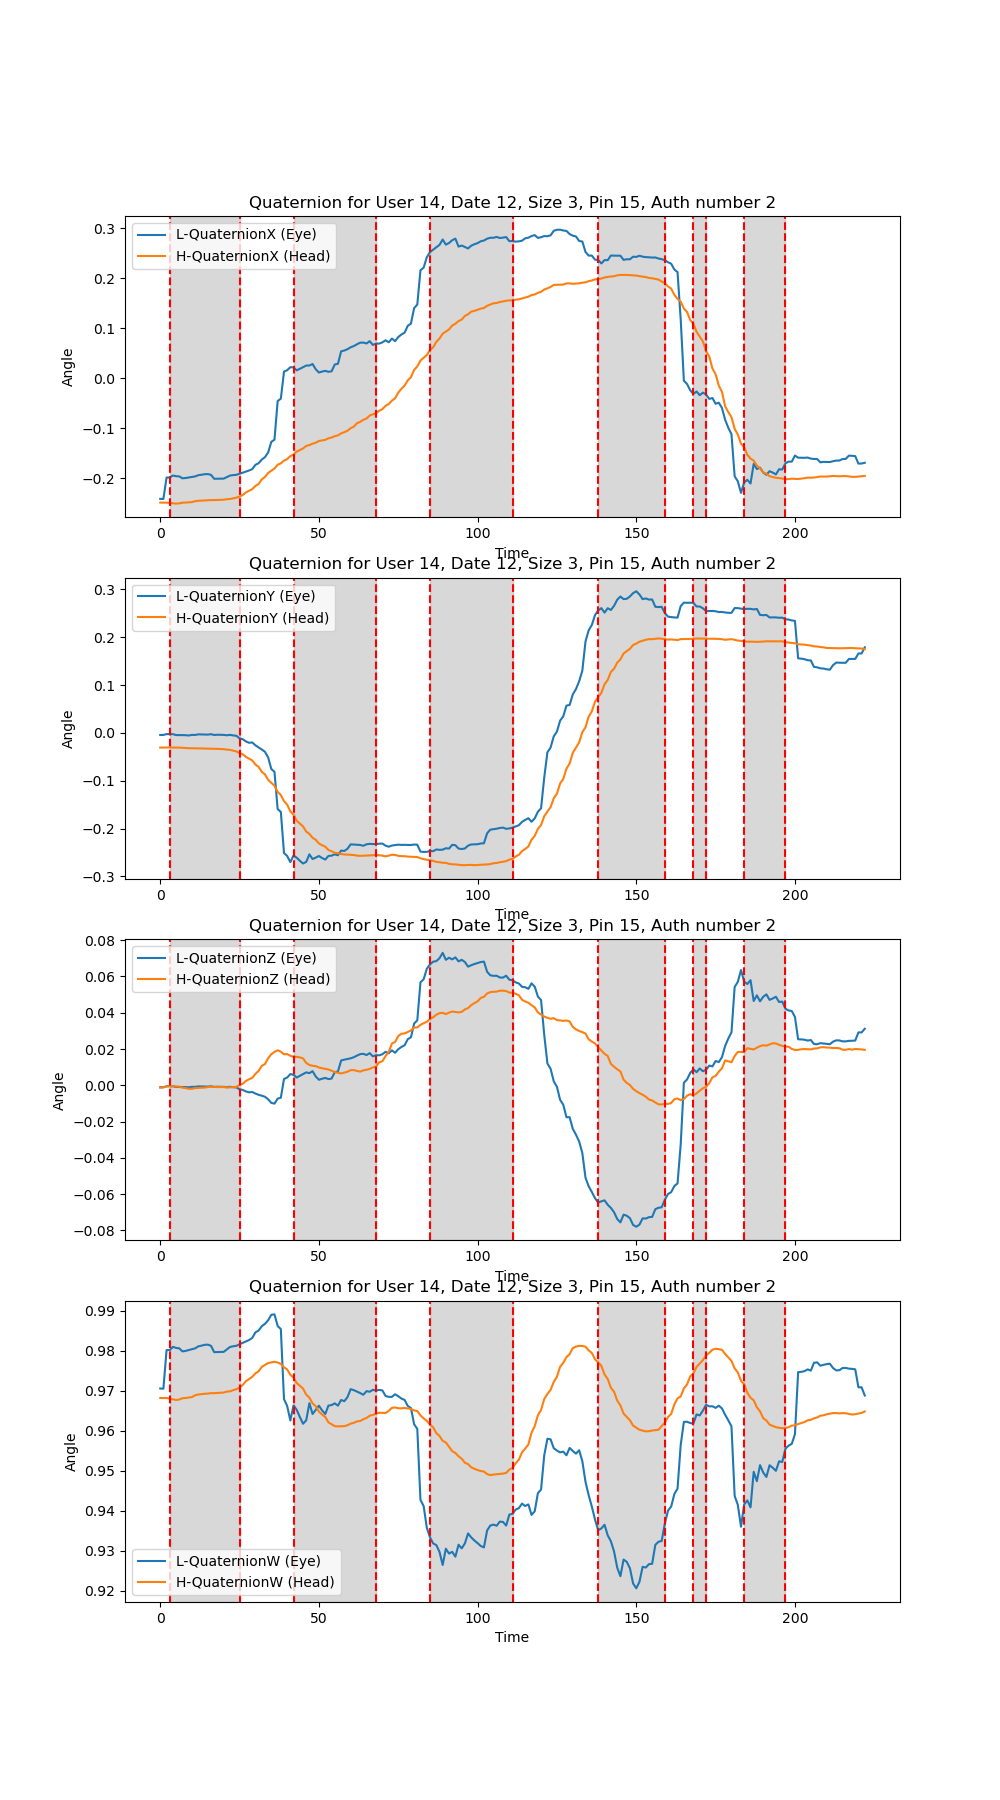 Quaternion for User 14, Date 12, Size 3, Pin 15, Auth number 2
L-QuaternionX (Eye)
H-QuaternionX (Head)
0.3
0.2
0.1
0.0
−0.1
−0.2
Angle
0 50 100 150 200
Time
Quaternion for User 14, Date 12, Size 3, Pin 15, Auth number 2
L-QuaternionY (Eye)
H-QuaternionY (Head)
0.3
0.2
0.1
0.0
−0.1
−0.2
−0.3
Angle
0 50 100 150 200
Time
Quaternion for User 14, Date 12, Size 3, Pin 15, Auth number 2
L-QuaternionZ (Eye)
H-QuaternionZ (Head)
0.08
0.06
0.04
0.02
0.00
−0.02
−0.04
−0.06
−0.08
Angle
0 50 100 150 200
Time
Quaternion for User 14, Date 12, Size 3, Pin 15, Auth number 2
0.99
0.98
0.97
0.96
0.95
0.94
0.93
0.92
Angle
L-QuaternionW (Eye)
H-QuaternionW (Head)
0 50 100 150 200
Time